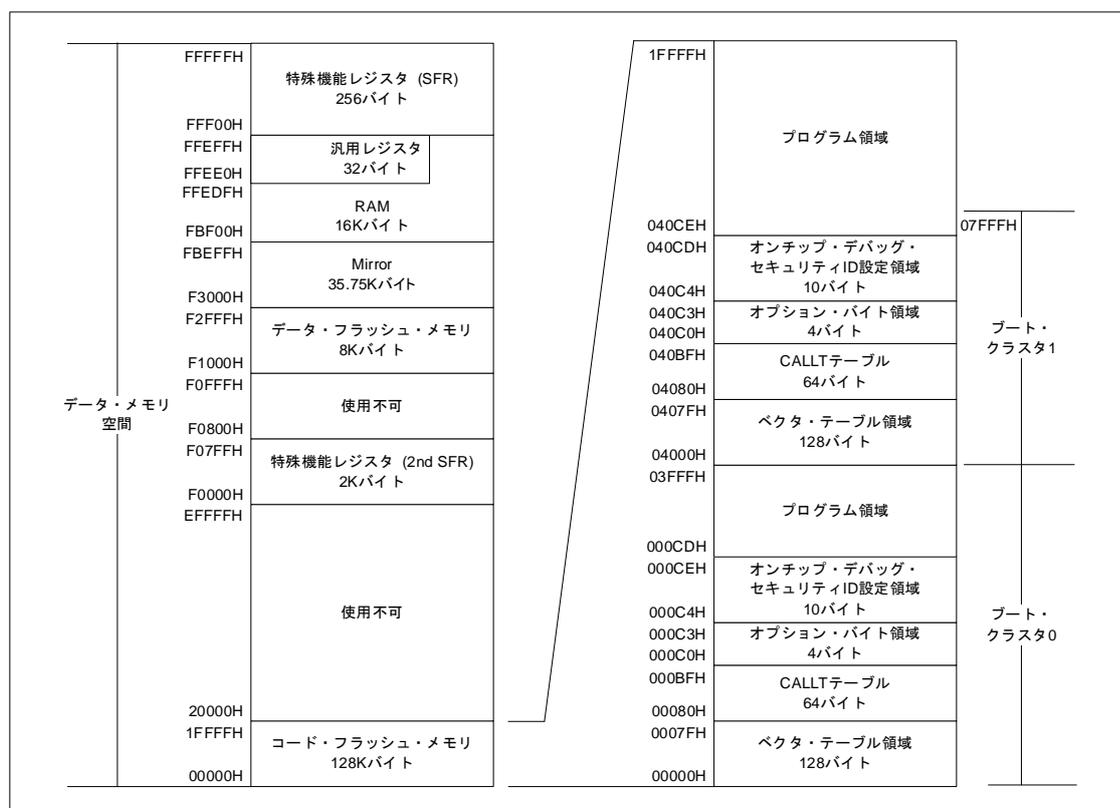 データ・メモリ
空間
FFFFFH
特殊機能レジスタ (SFR)
256バイト
FFF00H
FFEFFH
汎用レジスタ
32バイト
FFEE0H
FFEDFH
RAM
16Kバイト
FBF00H
FBEFFH
Mirror
35.75Kバイト
F3000H
F2FFFH
データ・フラッシュ・メモリ
8Kバイト
F1000H
F0FFFH
使用不可
F0800H
F07FFH
特殊機能レジスタ (2nd SFR)
2Kバイト
F0000H
EFFFFH
使用不可
20000H
1FFFFH
コード・フラッシュ・メモリ
128Kバイト
00000H
1FFFFH
プログラム領域
040CEH
040CDH
オンチップ・デバッグ・
セキュリティID設定領域
10バイト
040C4H
040C3H
オプション・バイト領域
4バイト
040C0H
040BFH
CALLTテーブル
64バイト
04080H
0407FH
ベクタ・テーブル領域
128バイト
04000H
03FFFH
プログラム領域
000CDH
000CEH
オンチップ・デバッグ・
セキュリティID設定領域
10バイト
000C4H
000C3H
オプション・バイト領域
4バイト
000C0H
000BFH
CALLTテーブル
64バイト
00080H
0007FH
ベクタ・テーブル領域
128バイト
00000H
07FFFH
ブート・
クラスタ1
ブート・
クラスタ0